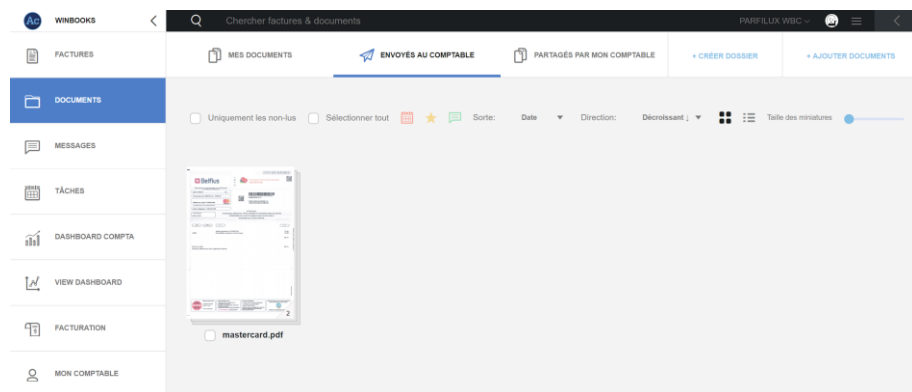 Ac WINBOOKS
Chercher factures & documents
PARFILUX WBC
FACTURES
DOCUMENTS
MESSAGES
TÂCHES
DASHBOARD COMPTA
VIEW DASHBOARD
FACTURATION
MON COMPTABLE
MES DOCUMENTS
ENVOYÉS AU COMPTABLE
PARTAGÉS PAR MON COMPTABLE
+ CRÉER DOSSIER
+ AJOUTER DOCUMENTS
Uniquement les non-lus Sélectionner tout Sorte: Date Direction: Décroissant ↓ Taille des miniatures
Belfius
2
mastercard.pdf